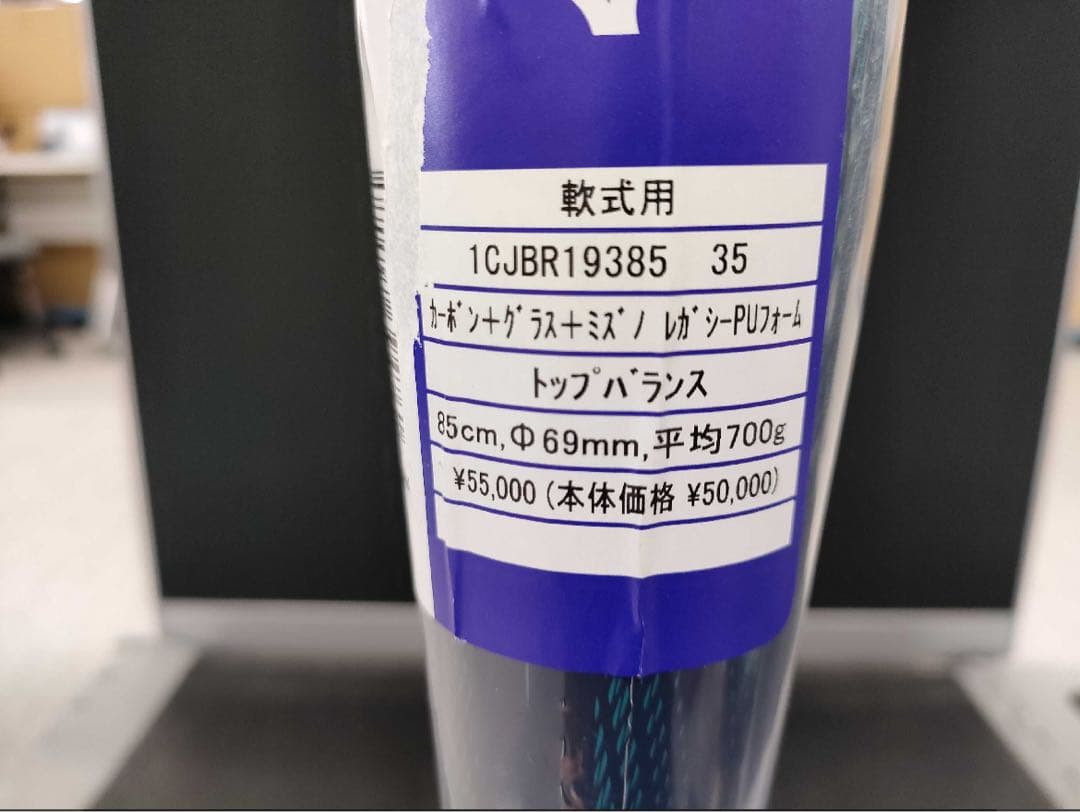 軟式用
1CJBR19385 35
ｶｰﾎﾞﾝ+ｸﾞﾗｽ+ﾐｽﾞﾉ ﾚｶﾞｼｰPUﾌｫｰﾑ
ﾄｯﾌﾟﾊﾞﾗﾝｽ
85cm,Φ69mm,平均700g
¥55,000 (本体価格 ¥50,000)